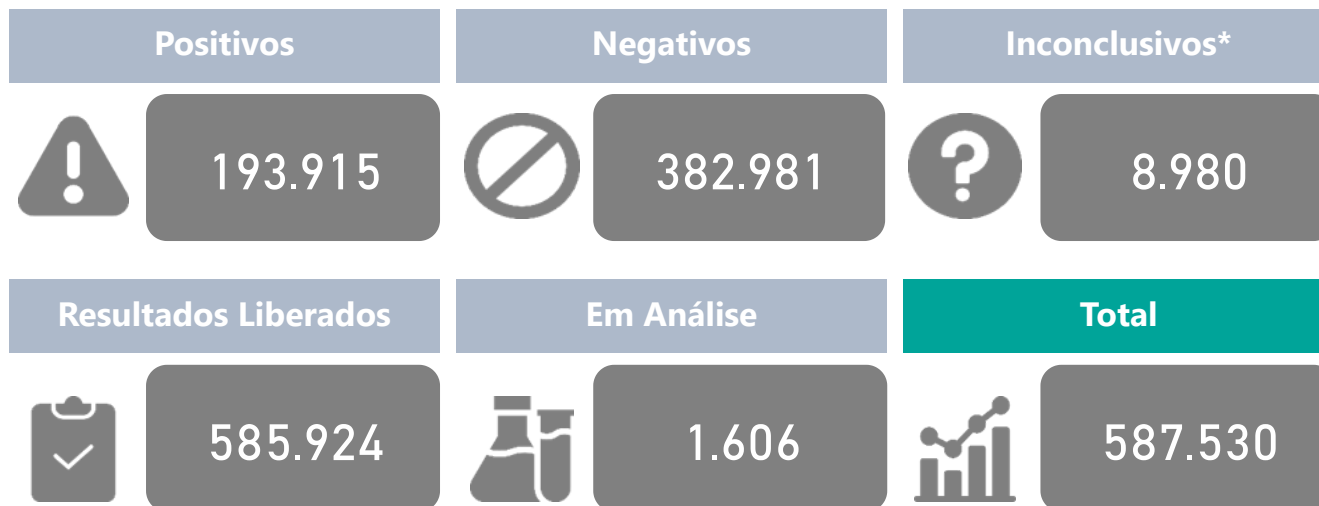 Positivos
Negativos
Inconclusivos*
193.915
382.981
8.980
Resultados Liberados
Em Análise
Total
585.924
1.606
587.530